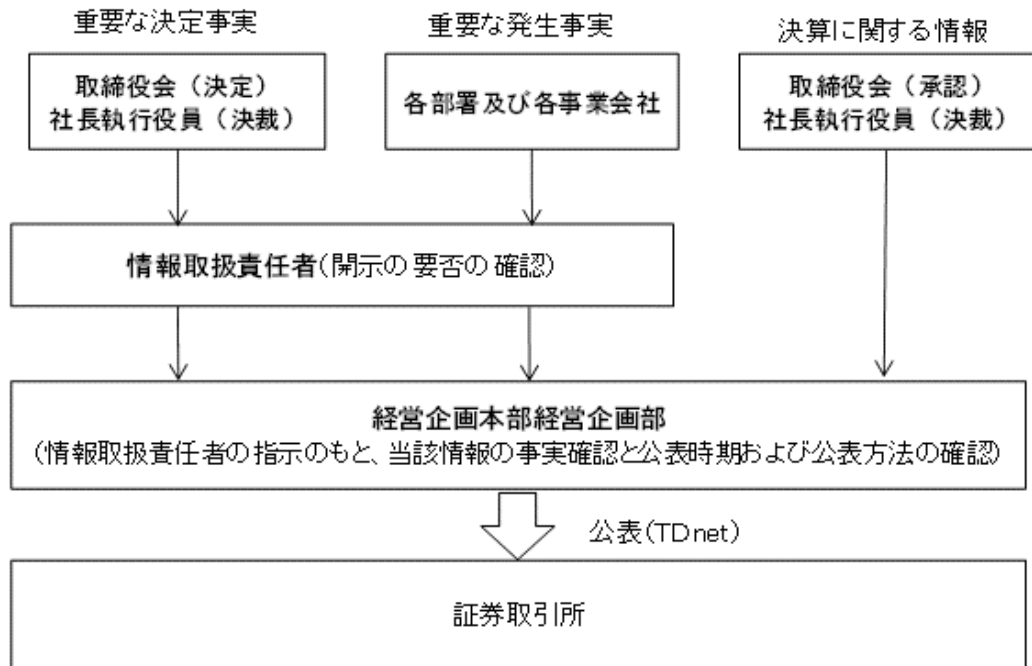 重要な決定事実
重要な発生事実
決算に関する情報
取締役会（決定）
社長執行役員（決裁）
各部署及び各事業会社
取締役会（承認）
社長執行役員（決裁）
情報取扱責任者(開示の要否の確認)
経営企画本部経営企画部
(情報取扱責任者の指示のもと、当該情報の事実確認と公表時期および公表方法の確認)
公表(TDnet)
証券取引所